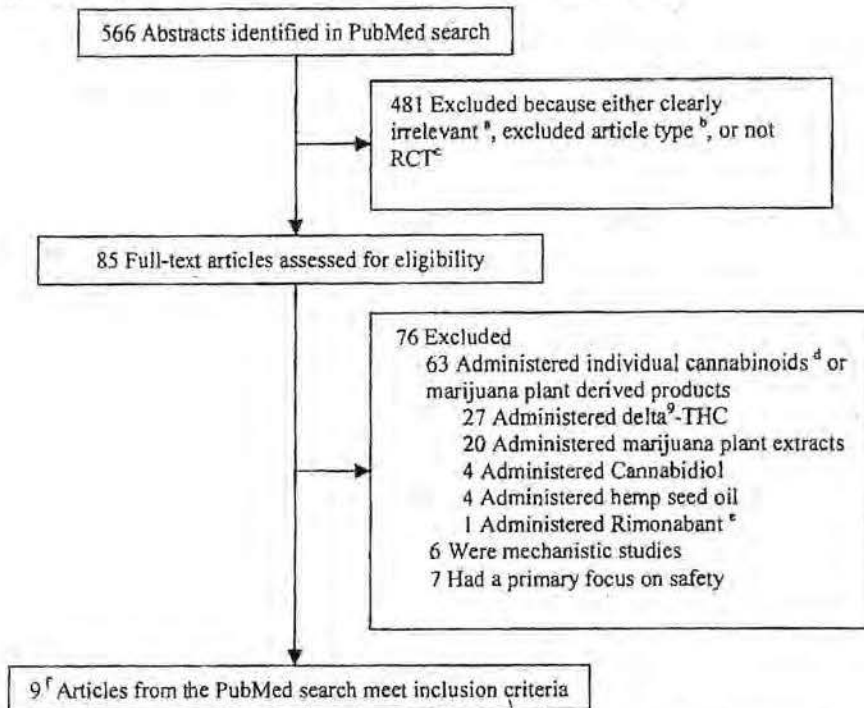 566 Abstracts identified in PubMed search
481 Excluded because either clearly
irrelevant ᵃ, excluded article type ᵇ, or not
RCTᶜ
85 Full-text articles assessed for eligibility
76 Excluded
63 Administered individual cannabinoids ᵈ or
marijuana plant derived products
27 Administered delta⁹-THC
20 Administered marijuana plant extracts
4 Administered Cannabidiol
4 Administered hemp seed oil
1 Administered Rimonabant ᵉ
6 Were mechanistic studies
7 Had a primary focus on safety
9ᶠ Articles from the PubMed search meet inclusion criteria